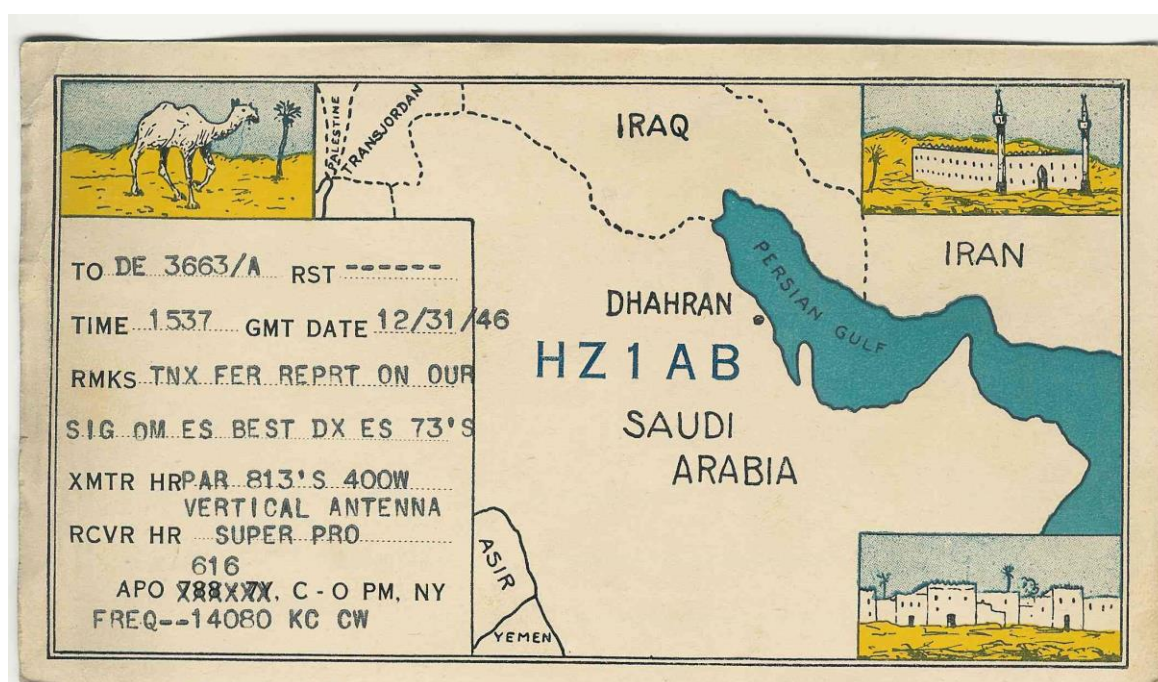 PALESTINE
TRANSJORDAN
IRAQ
IRAN
PERSIAN GULF
DHAHRAN
HZ1AB
SAUDI
ARABIA
ASIR
YEMEN
TO DE 3663/A RST ------
TIME 1537 GMT DATE 12/31/46
RMKS TNX FER REPRT ON OUR
SIG OM ES BEST DX ES 73'S
XMTR HR PAR 813'S 400W
VERTICAL ANTENNA
RCVR HR SUPER PRO
616
APO , C-O PM, NY
FREQ--14080 KC CW